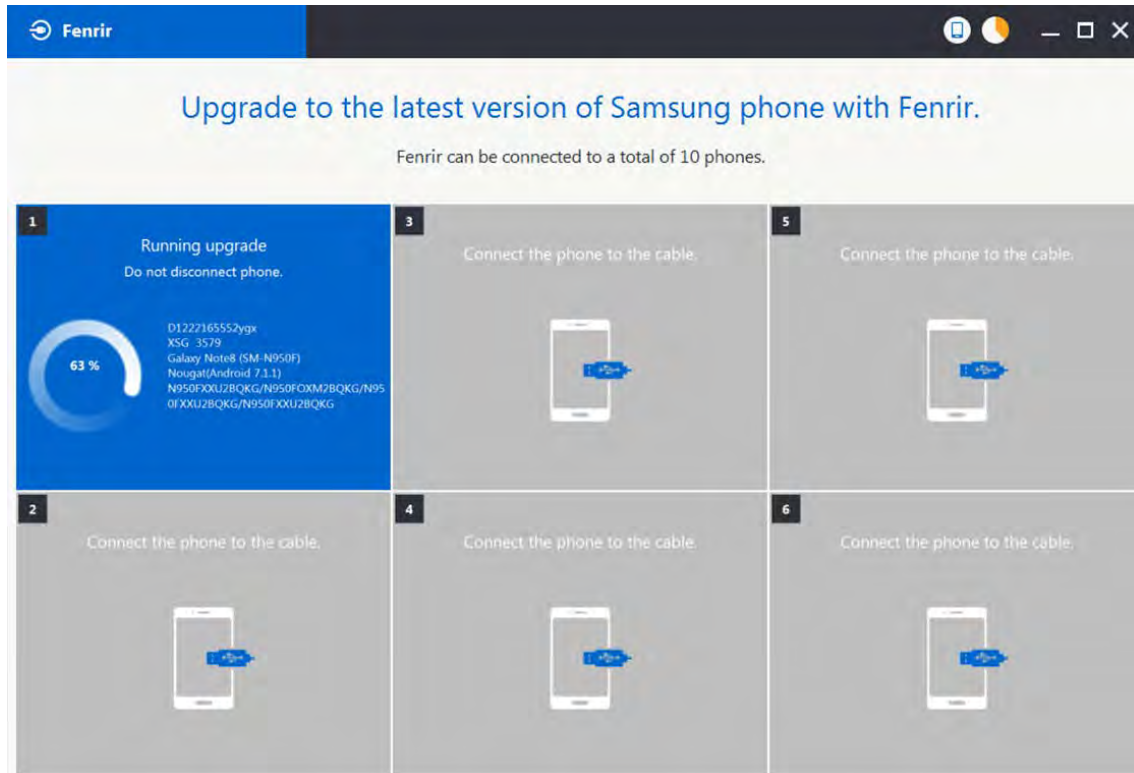 Fenrir
Upgrade to the latest version of Samsung phone with Fenrir.
Fenrir can be connected to a total of 10 phones.
1
Running upgrade
Do not disconnect phone.
63 %
D1227165552ygx
XSG 3579
Galaxy Note8 (SM-N950F)
Nougat(Android 7.1.1)
N950FXXU2BQKG/N950FOXM2BQKG/N95
0FXXU2BQKG/N950FXXU2BQKG
3
Connect the phone to the cable.
5
Connect the phone to the cable.
2
Connect the phone to the cable.
4
Connect the phone to the cable.
6
Connect the phone to the cable.